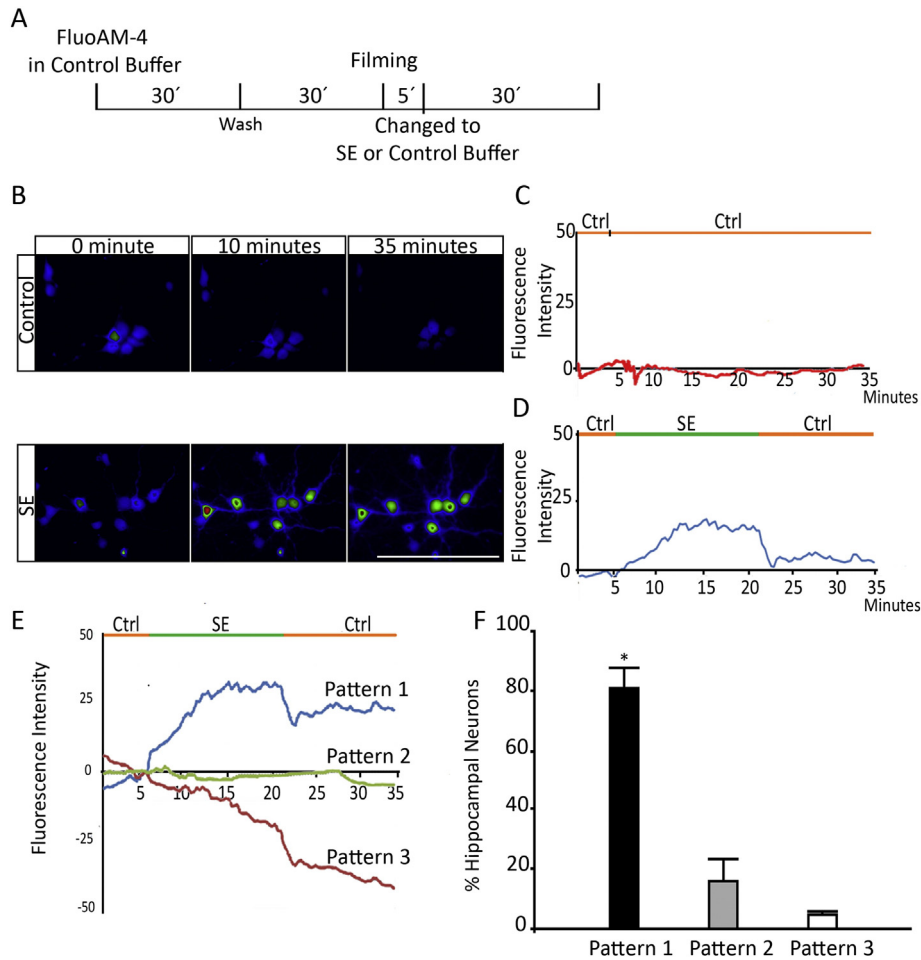 A
FluoAM-4
in Control Buffer
Filming
30′ 30′ 5′ 30′
Wash
Changed to
SE or Control Buffer
B
0 minute 10 minutes 35 minutes
Control
SE
C
Ctrl Ctrl
50
25
0
Fluorescence
Intensity
5 10 15 20 25 30 35
Minutes
D
Ctrl SE Ctrl
50
25
0
Fluorescence
Intensity
5 10 15 20 25 30 35
Minutes
E
Ctrl SE Ctrl
50
25
0
-25
-50
Fluorescence Intensity
Pattern 1
Pattern 2
5 10 15 20 25 30 35
Pattern 3
F
100
80
60
40
20
0
% Hippocampal Neurons
*
Pattern 1 Pattern 2 Pattern 3